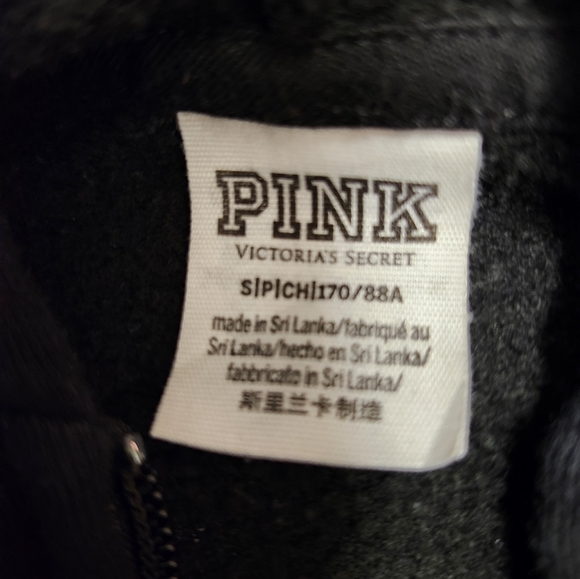 PINK
VICTORIA'S SECRET
S|P|CH|170/88A
made in Sri Lanka/fabriqué au
Sri Lanka/hecho en Sri Lanka/
fabbricato in Sri Lanka/
斯里兰卡制造